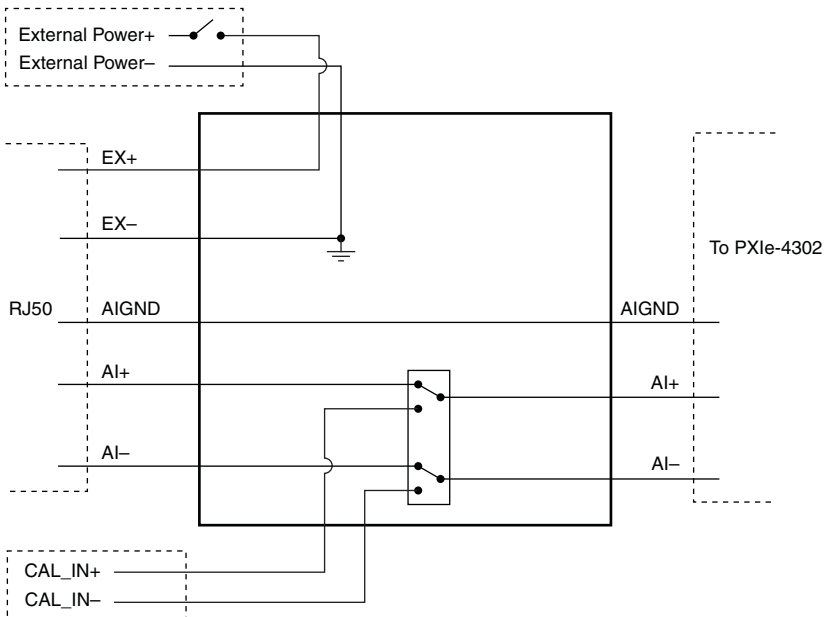 External Power+
External Power–
EX+
EX–
To PXIe-4302
RJ50
AIGND
AIGND
AI+
AI+
AI–
AI–
CAL_IN+
CAL_IN–